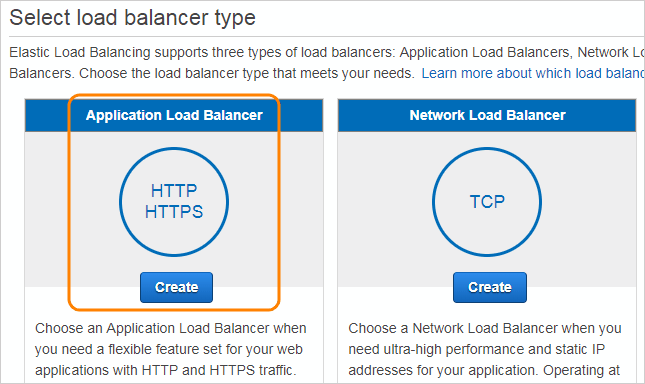 Select load balancer type
Elastic Load Balancing supports three types of load balancers: Application Load Balancers, Network
Balancers. Choose the load balancer type that meets your needs. Learn more about which load
Application Load Balancer
HTTP
HTTPS
Create
Choose an Application Load Balancer when
you need a flexible feature set for your web
applications with HTTP and HTTPS traffic.
Network Load Balancer
TCP
Create
Choose a Network Load Balancer when you
need ultra-high performance and static IP
addresses for your application. Operating at